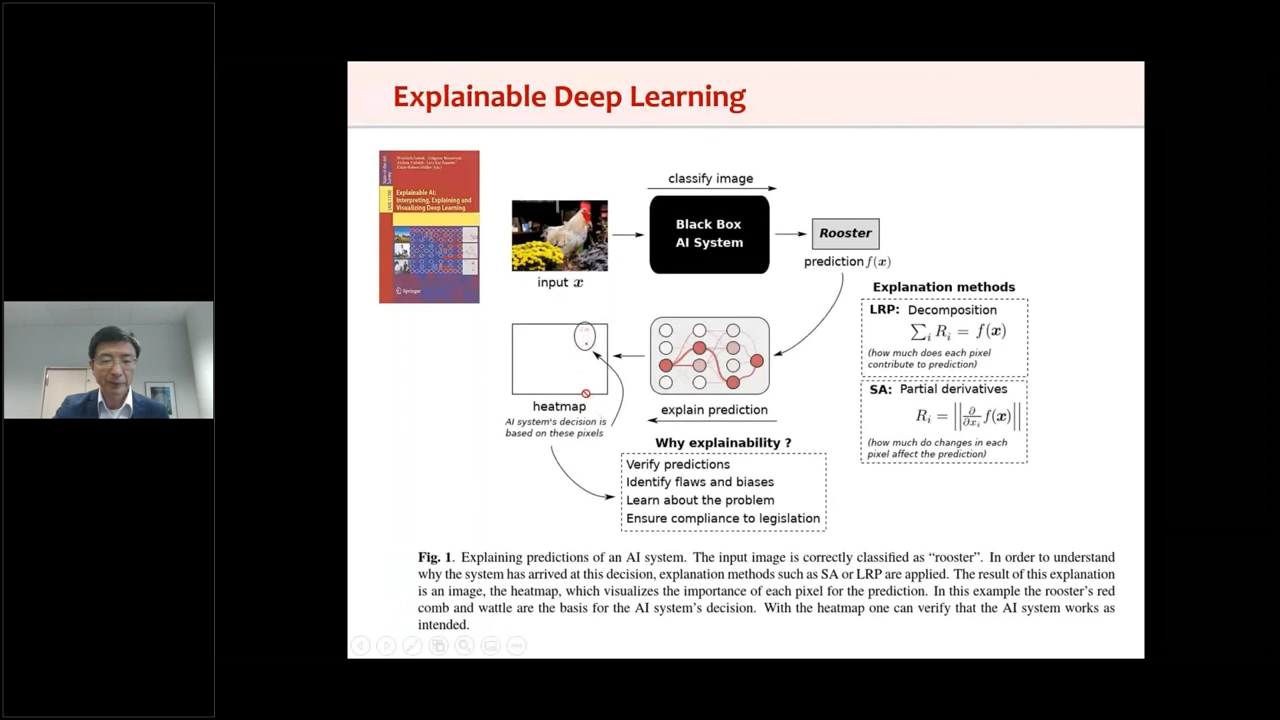 Explainable Deep Learning
Explainable AI:
Interpreting, Explaining and
Visualizing Deep Learning
Springer
classify image
Black Box
AI System
Rooster
input x
prediction f(x)
Explanation methods
LRP: Decomposition
∑i Ri = f(x)
(how much does each pixel
contribute to prediction)
SA: Partial derivatives
Ri = ||∂/∂xi f(x)||
(how much do changes in each
pixel affect the prediction)
heatmap
AI system's decision is
based on these pixels
explain prediction
Why explainability ?
Verify predictions
Identify flaws and biases
Learn about the problem
Ensure compliance to legislation
Fig. 1. Explaining predictions of an AI system. The input image is correctly classified as “rooster”. In order to understand
why the system has arrived at this decision, explanation methods such as SA or LRP are applied. The result of this explanation
is an image, the heatmap, which visualizes the importance of each pixel for the prediction. In this example the rooster’s red
comb and wattle are the basis for the AI system’s decision. With the heatmap one can verify that the AI system works as
intended.